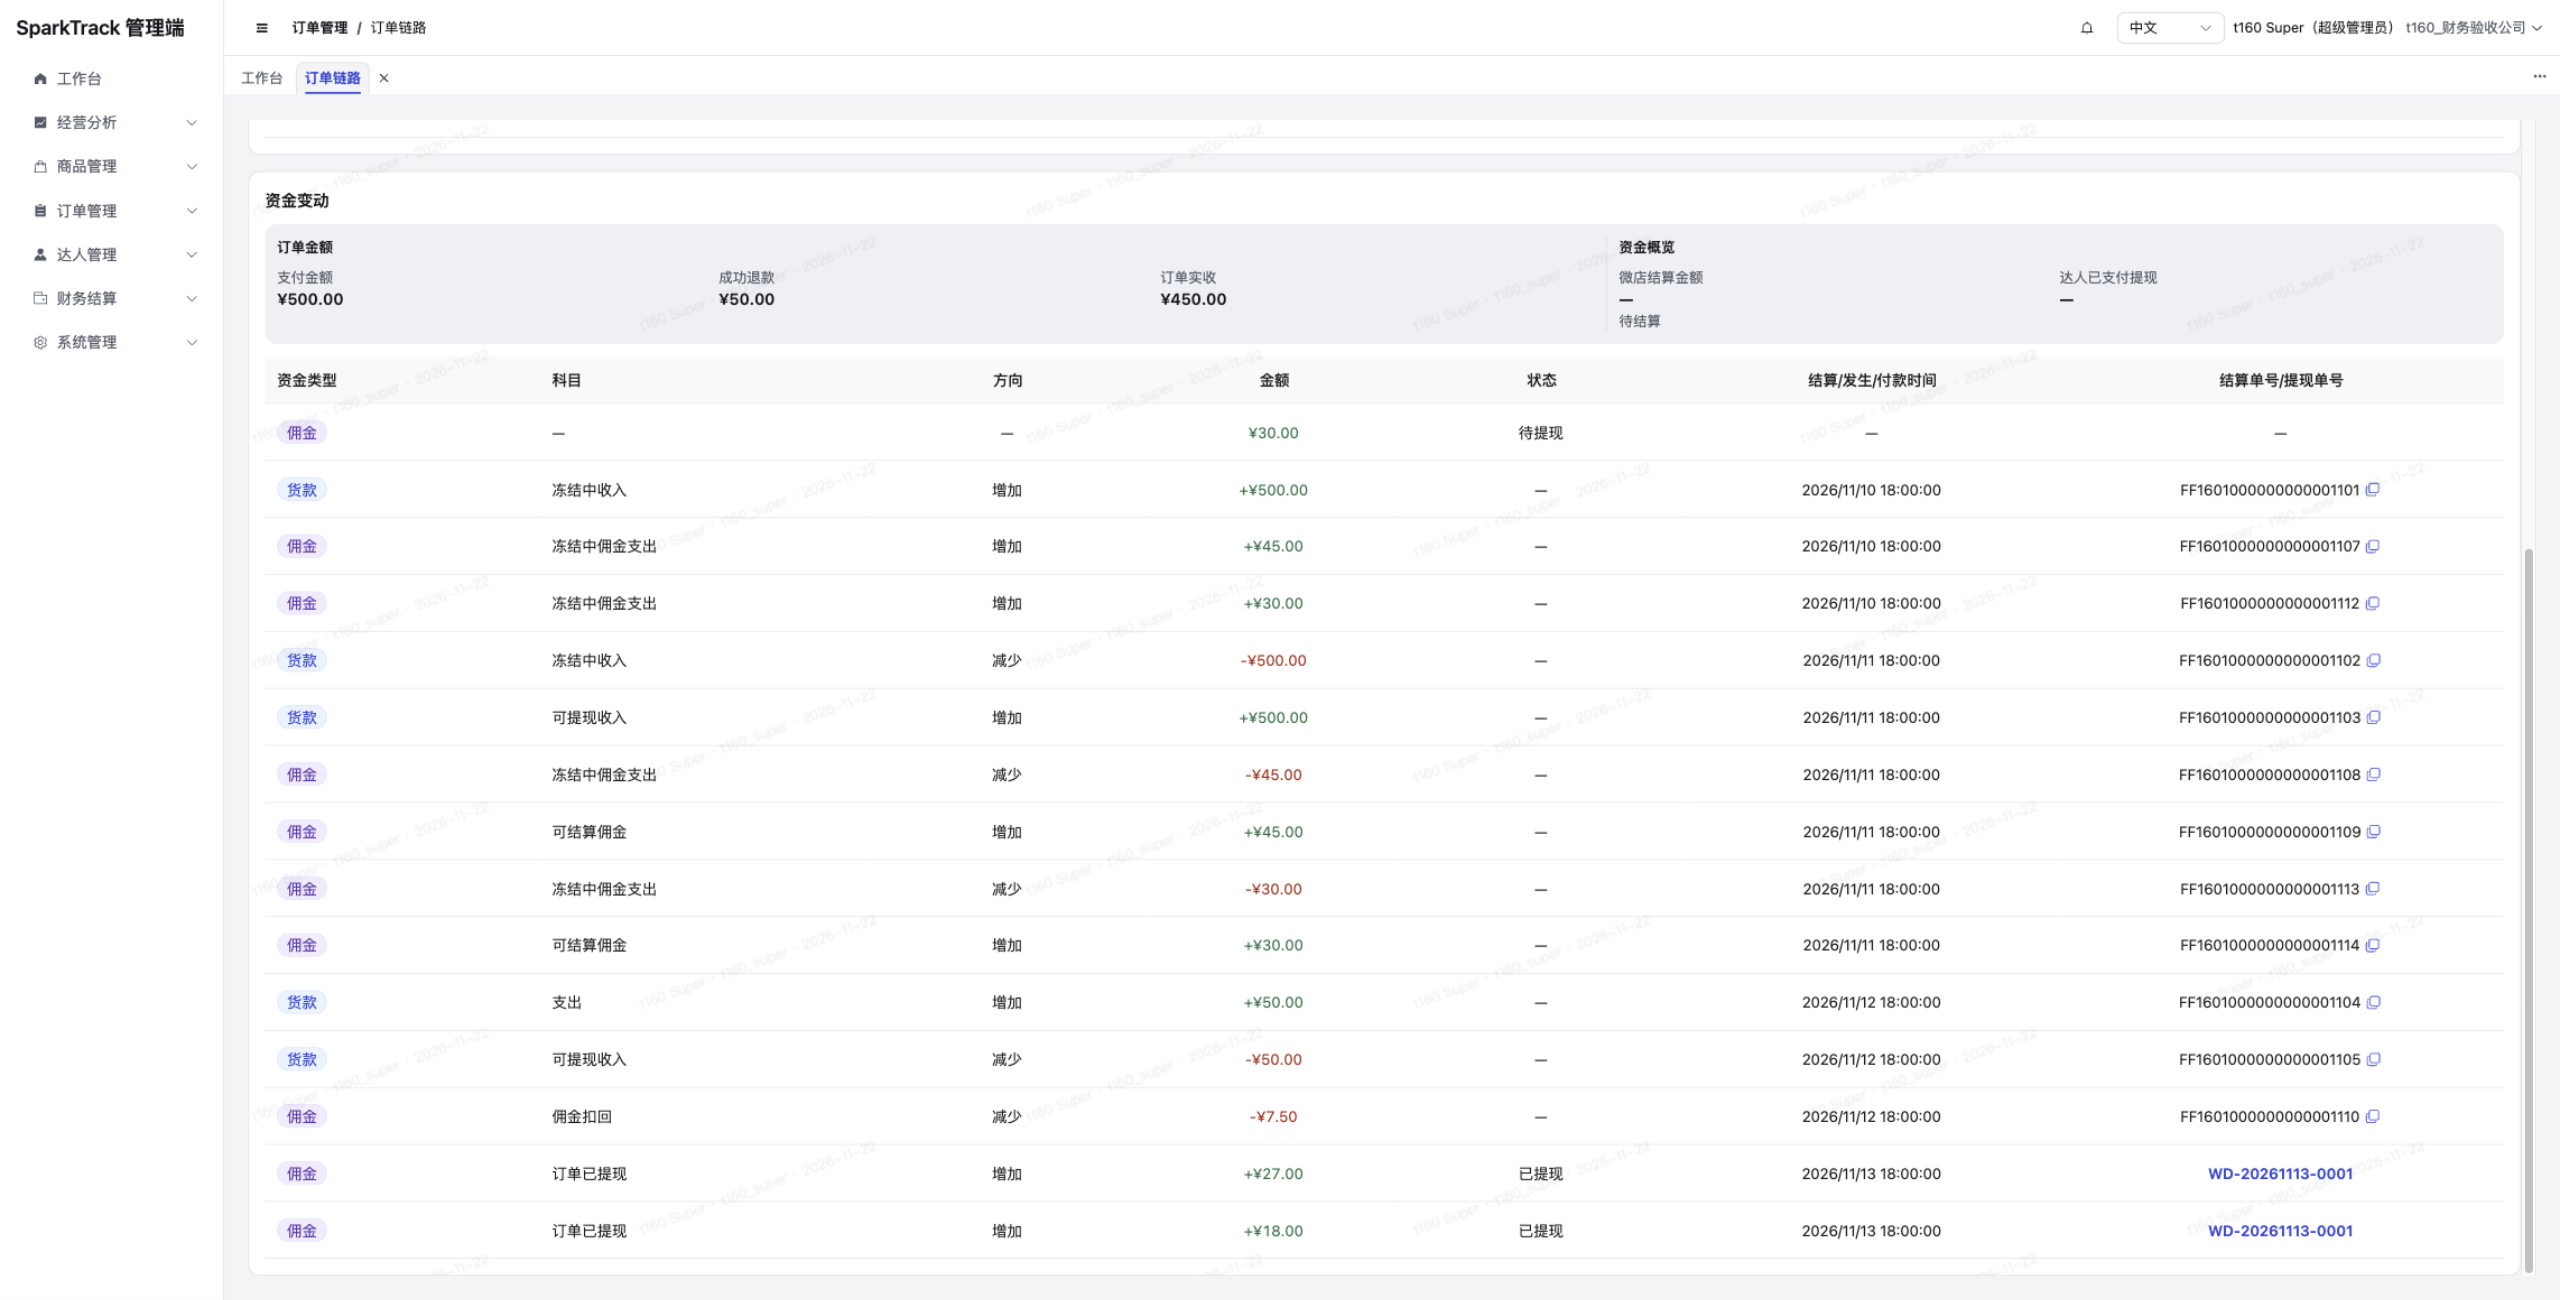 SparkTrack 管理端
订单管理 / 订单链路
中文
t160 Super（超级管理员）
t160_财务验收公司
工作台
订单链路
工作台
经营分析
商品管理
订单管理
达人管理
财务结算
系统管理
资金变动
订单金额
支付金额 成功退款 订单实收
¥500.00 ¥50.00 ¥450.00
资金概览
微店结算金额 达人已支付提现
— —
待结算
资金类型 科目 方向 金额 状态 结算/发生/付款时间 结算单号/提现单号
佣金 — — ¥30.00 待提现 — —
货款 冻结中收入 增加 +¥500.00 — 2026/11/10 18:00:00 FF1601000000000001101
佣金 冻结中佣金支出 增加 +¥45.00 — 2026/11/10 18:00:00 FF1601000000000001107
佣金 冻结中佣金支出 增加 +¥30.00 — 2026/11/10 18:00:00 FF1601000000000001112
货款 冻结中收入 减少 -¥500.00 — 2026/11/11 18:00:00 FF1601000000000001102
货款 可提现收入 增加 +¥500.00 — 2026/11/11 18:00:00 FF1601000000000001103
佣金 冻结中佣金支出 减少 -¥45.00 — 2026/11/11 18:00:00 FF1601000000000001108
佣金 可结算佣金 增加 +¥45.00 — 2026/11/11 18:00:00 FF1601000000000001109
佣金 冻结中佣金支出 减少 -¥30.00 — 2026/11/11 18:00:00 FF1601000000000001113
佣金 可结算佣金 增加 +¥30.00 — 2026/11/11 18:00:00 FF1601000000000001114
货款 支出 增加 +¥50.00 — 2026/11/12 18:00:00 FF1601000000000001104
货款 可提现收入 减少 -¥50.00 — 2026/11/12 18:00:00 FF1601000000000001105
佣金 佣金扣回 减少 -¥7.50 — 2026/11/12 18:00:00 FF1601000000000001110
佣金 订单已提现 增加 +¥27.00 已提现 2026/11/13 18:00:00 WD-20261113-0001
佣金 订单已提现 增加 +¥18.00 已提现 2026/11/13 18:00:00 WD-20261113-0001
t160 Super · t160_super · 2026-11-22